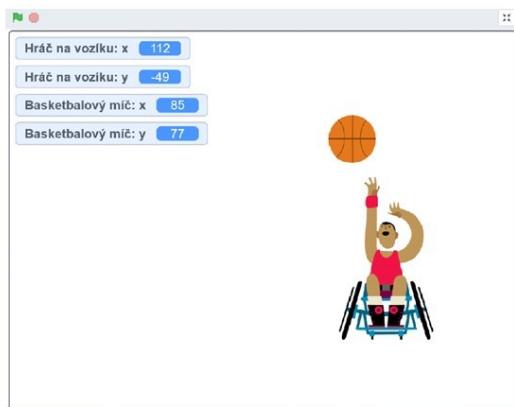 Hráč na vozíku: x 112
Hráč na vozíku: y -49
Basketbalový míč: x 85
Basketbalový míč: y 77